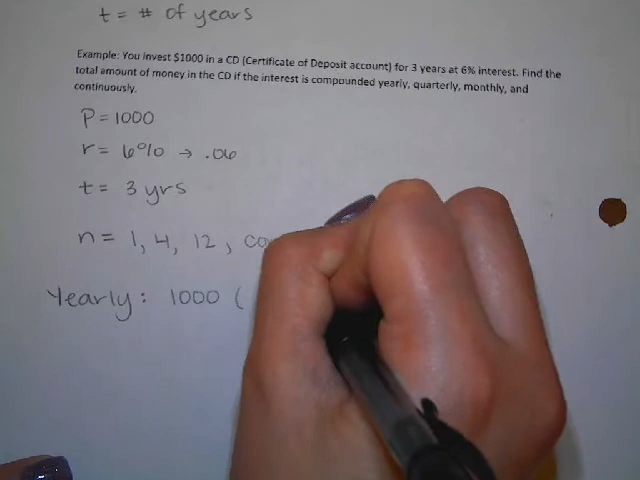 t = # of years
Example: You invest $1000 in a CD (Certificate of Deposit account) for 3 years at 6% interest. Find the
total amount of money in the CD if the interest is compounded yearly, quarterly, monthly, and
continuously.
P = 1000
r = 6% → .06
t = 3 yrs
n = 1, 4, 12,
Yearly: 1000 (